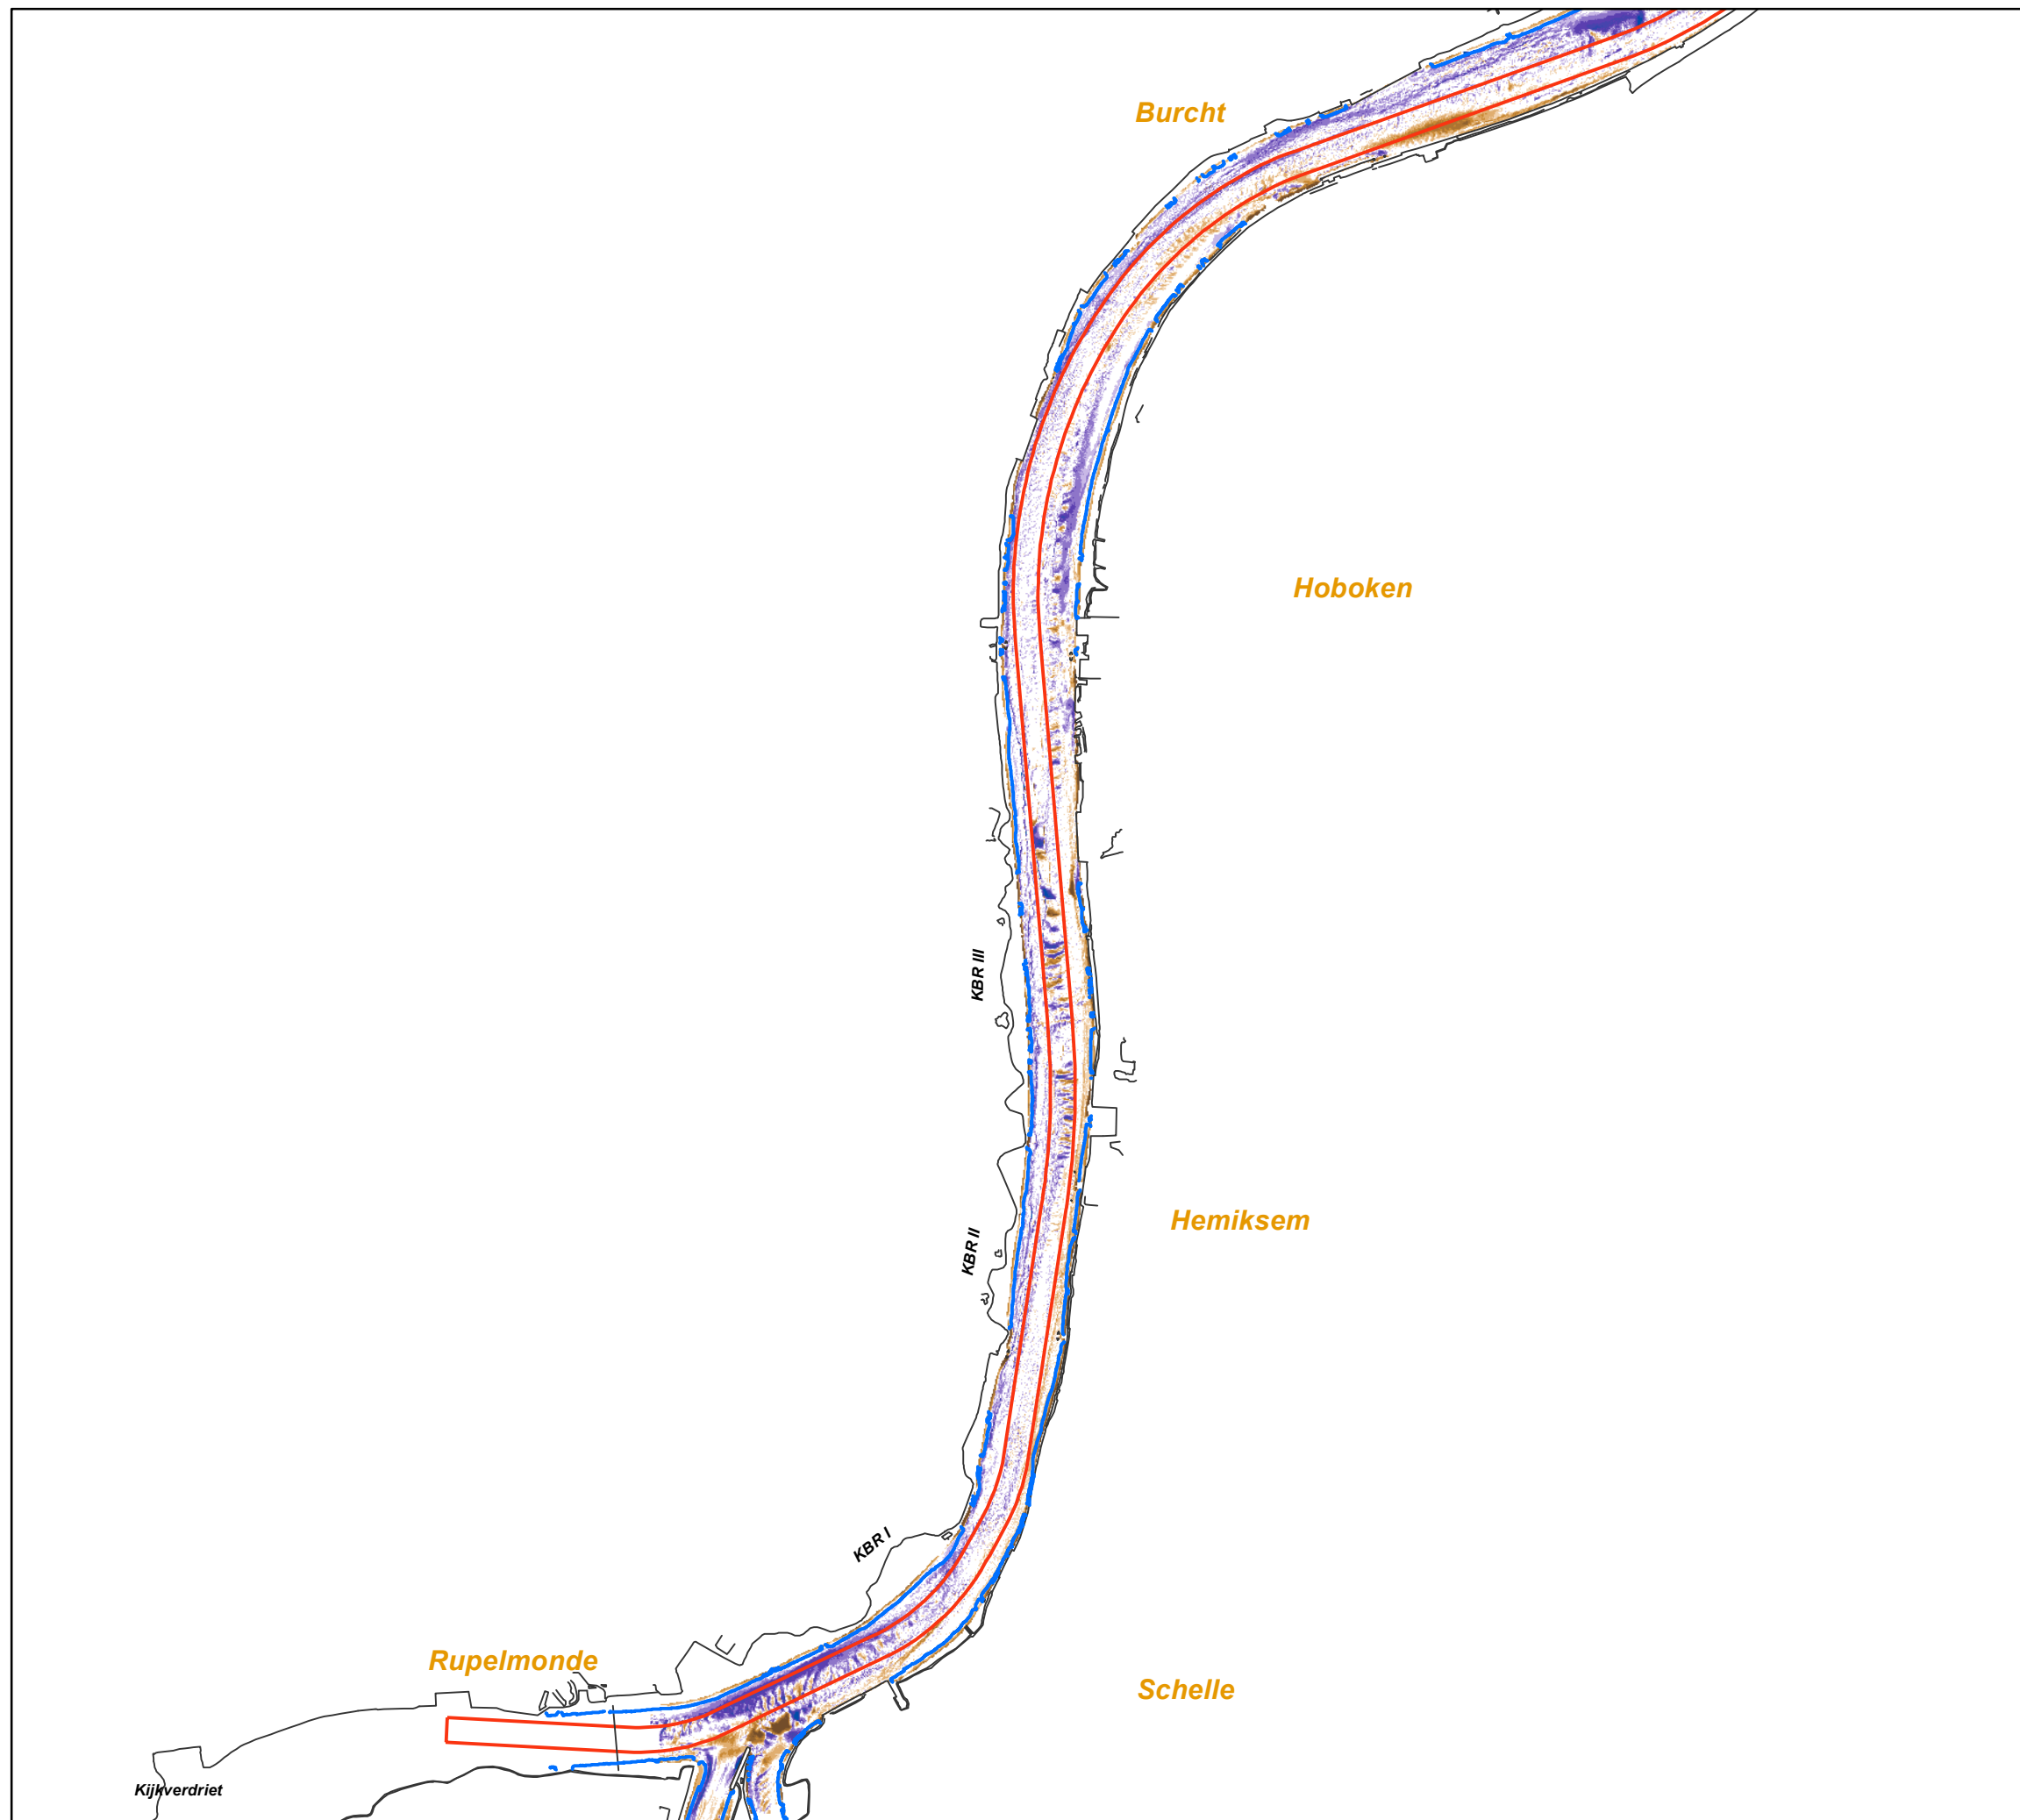 Burcht
Hoboken
KBR III
Hemiksem
KBR II
KBR I
Rupelmonde
Schelle
Kijkverdriet